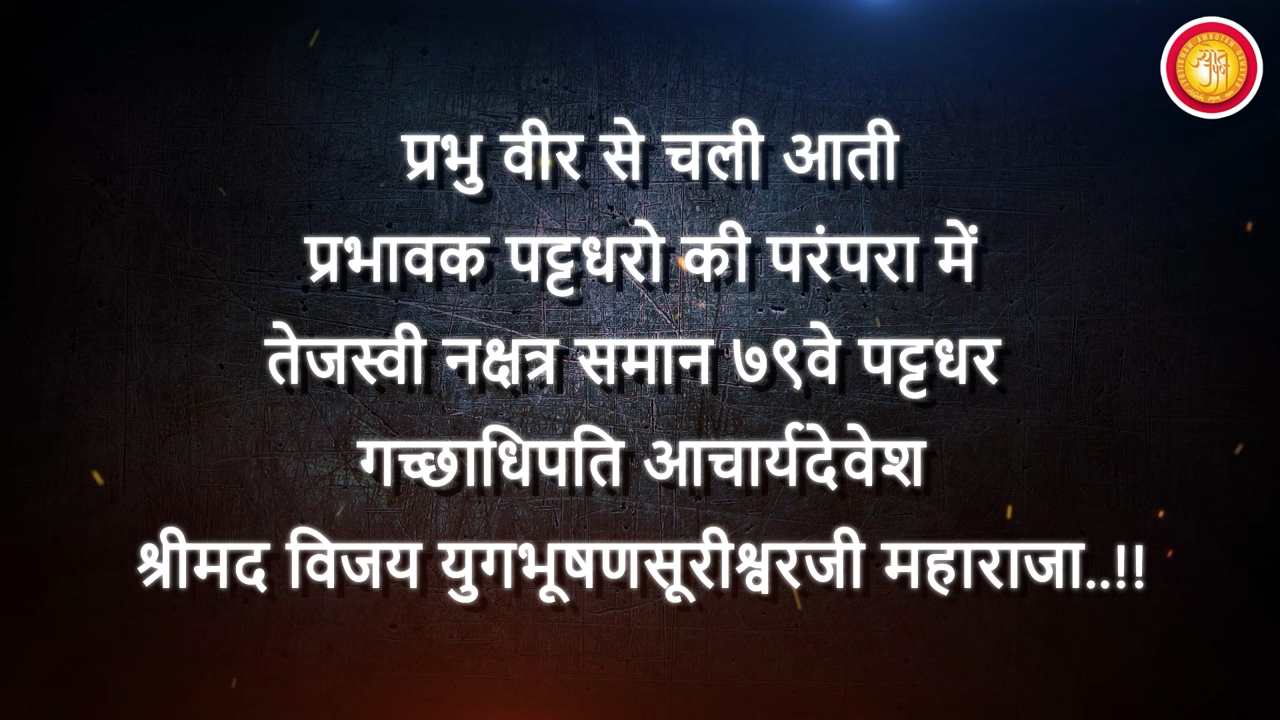 प्रभु वीर से चली आती
प्रभावक पट्टधरो की परंपरा में
तेजस्वी नक्षत्र समान ७९वे पट्टधर
गच्छाधिपति आचार्यदेवेश
श्रीमद विजय युगभूषणसूरीश्वरजी महाराजा..!!